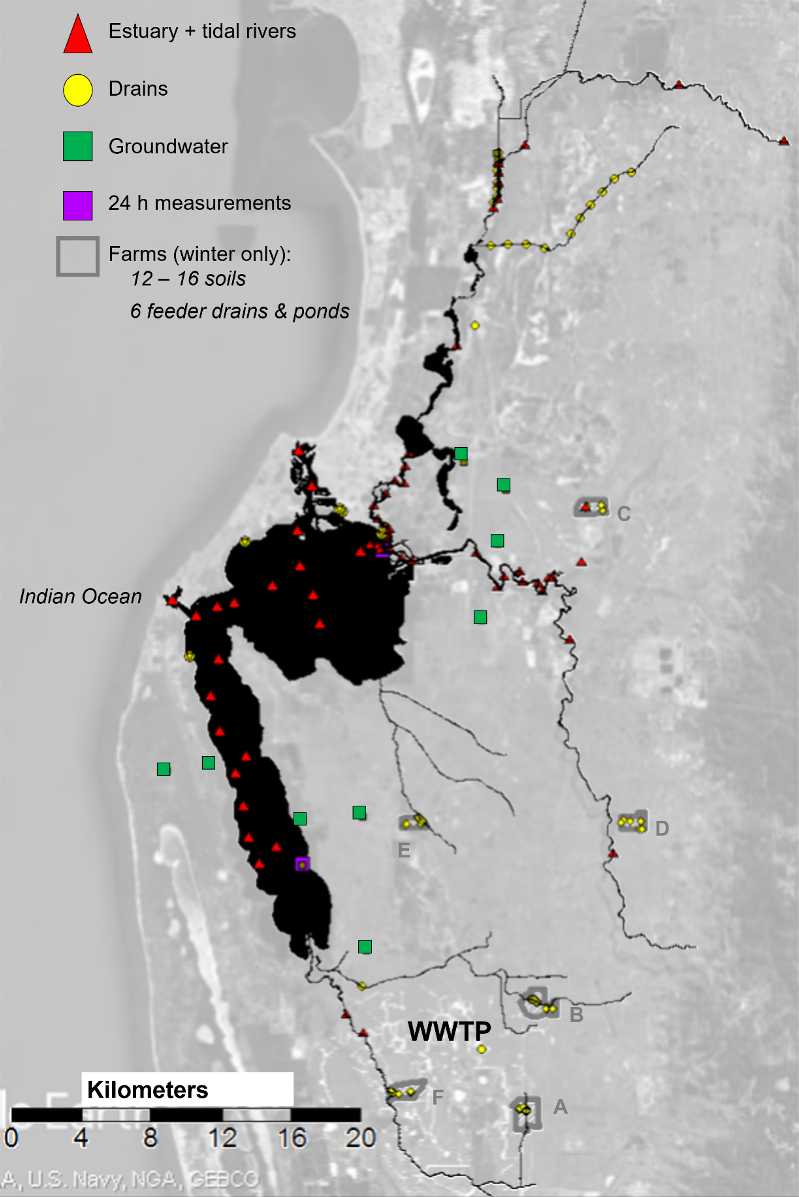 Estuary + tidal rivers
Drains
Groundwater
24 h measurements
Farms (winter only):
12 – 16 soils
6 feeder drains & ponds
C
Indian Ocean
D
E
B
WWTP
F
A
Kilometers
0 4 8 12 16 20
A, U.S. Navy, NGA, GEBCO